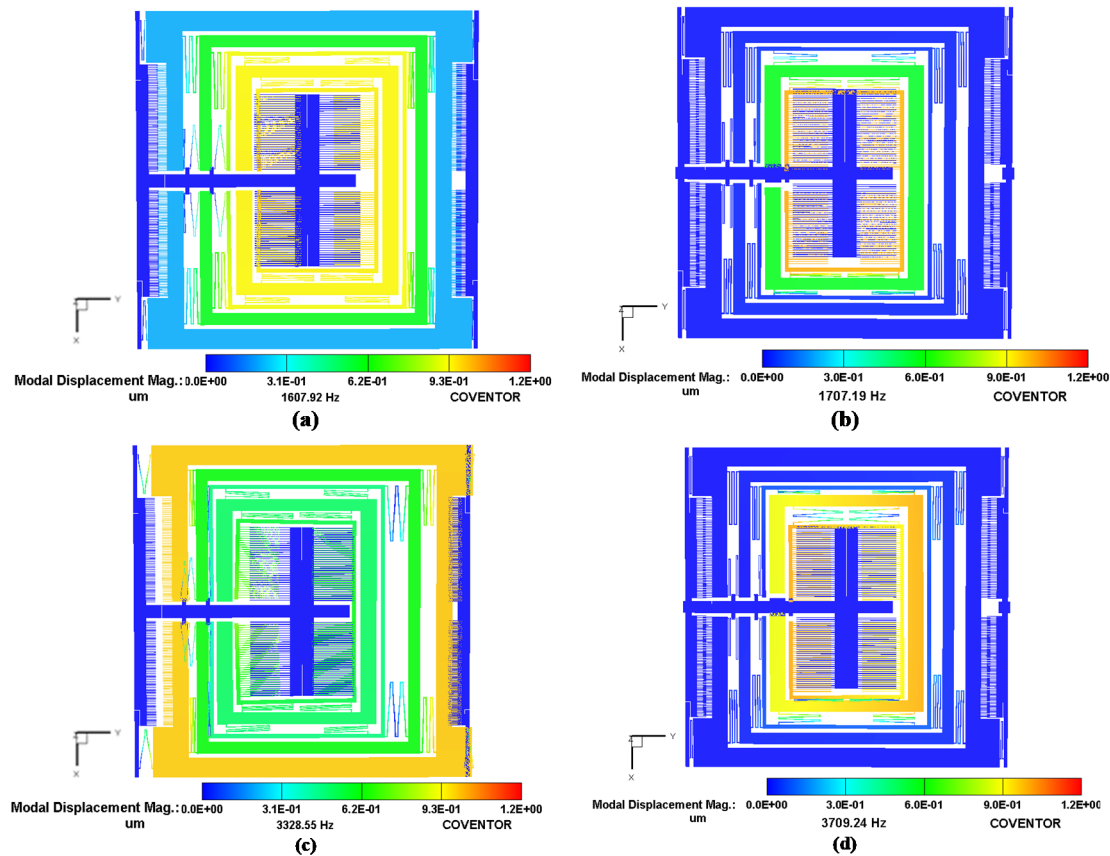 Y
Z
X
Modal Displacement Mag.: 0.0E+00 3.1E-01 6.2E-01 9.3E-01 1.2E+00
um 1607.92 Hz COVENTOR
(a)
Y
Z
X
Modal Displacement Mag.: 0.0E+00 3.0E-01 6.0E-01 9.0E-01 1.2E+00
um 1707.19 Hz COVENTOR
(b)
Y
Z
X
Modal Displacement Mag.: 0.0E+00 3.1E-01 6.2E-01 9.3E-01 1.2E+00
um 3328.55 Hz COVENTOR
(c)
Y
Z
X
Modal Displacement Mag.: 0.0E+00 3.0E-01 6.0E-01 9.0E-01 1.2E+00
um 3709.24 Hz COVENTOR
(d)